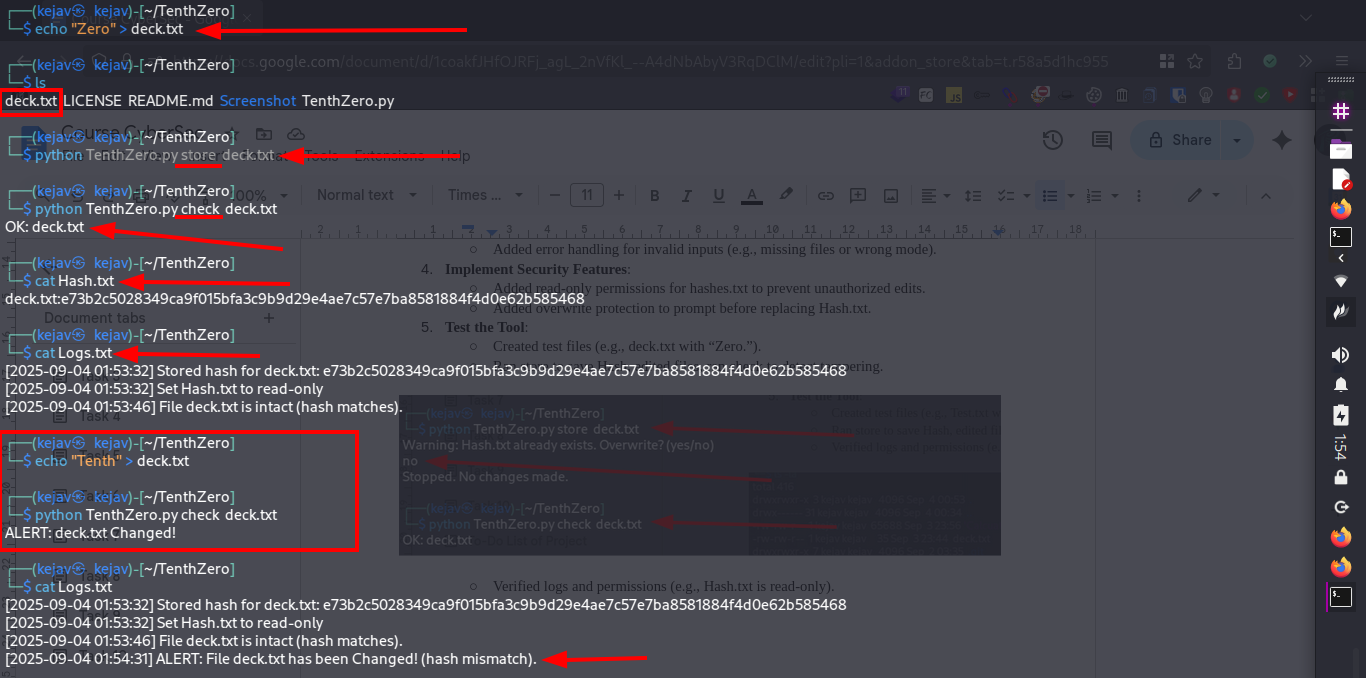 ┌──(kejav㉿ kejav)-[~/TenthZero]
└─$ echo "Zero" > deck.txt
┌──(kejav㉿ kejav)-[~/TenthZero]
└─$ ls
deck.txt LICENSE README.md Screenshot TenthZero.py
┌──(kejav㉿ kejav)-[~/TenthZero]
└─$ python TenthZero.py store deck.txt
┌──(kejav㉿ kejav)-[~/TenthZero]
└─$ python TenthZero.py check deck.txt
OK: deck.txt
┌──(kejav㉿ kejav)-[~/TenthZero]
└─$ cat Hash.txt
deck.txt:e73b2c5028349ca9f015bfa3c9b9d29e4ae7c57e7ba8581884f4d0e62b585468
┌──(kejav㉿ kejav)-[~/TenthZero]
└─$ cat Logs.txt
[2025-09-04 01:53:32] Stored hash for deck.txt: e73b2c5028349ca9f015bfa3c9b9d29e4ae7c57e7ba8581884f4d0e62b585468
[2025-09-04 01:53:32] Set Hash.txt to read-only
[2025-09-04 01:53:46] File deck.txt is intact (hash matches).
┌──(kejav㉿ kejav)-[~/TenthZero]
└─$ echo "Tenth" > deck.txt
┌──(kejav㉿ kejav)-[~/TenthZero]
└─$ python TenthZero.py check deck.txt
ALERT: deck.txt Changed!
┌──(kejav㉿ kejav)-[~/TenthZero]
└─$ cat Logs.txt
[2025-09-04 01:53:32] Stored hash for deck.txt: e73b2c5028349ca9f015bfa3c9b9d29e4ae7c57e7ba8581884f4d0e62b585468
[2025-09-04 01:53:32] Set Hash.txt to read-only
[2025-09-04 01:53:46] File deck.txt is intact (hash matches).
[2025-09-04 01:54:31] ALERT: File deck.txt has been Changed! (hash mismatch).
Share
Extensions Help
Normal text Times ... 11
○ Added error handling for invalid inputs (e.g., missing files or wrong mode).
4. Implement Security Features:
○ Added read-only permissions for hashes.txt to prevent unauthorized edits.
○ Added overwrite protection to prompt before replacing Hash.txt.
5. Test the Tool:
○ Created test files (e.g., deck.txt with “Zero.”).
Document tabs
Task 4
┌──(kejav㉿ kejav)-[~/TenthZero]
└─$ python TenthZero.py store deck.txt
Warning: Hash.txt already exists. Overwrite? (yes/no)
no
Stopped. No changes made.
┌──(kejav㉿ kejav)-[~/TenthZero]
└─$ python TenthZero.py check deck.txt
OK: deck.txt
Task 8
○ Verified logs and permissions (e.g., Hash.txt is read-only).
1:54